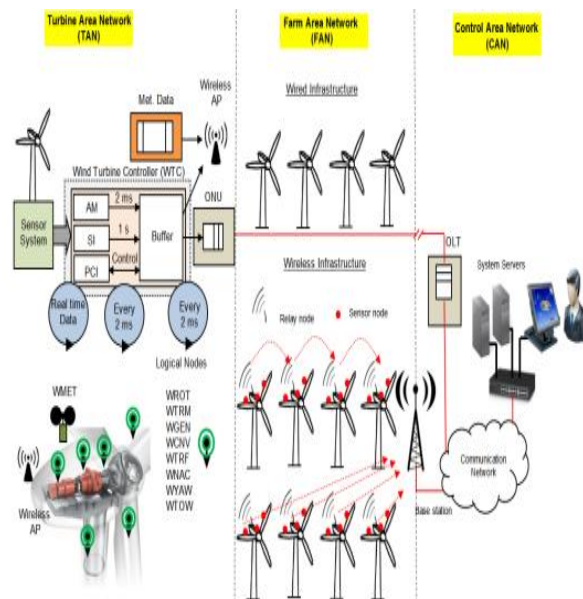 Turbine Area Network
(TAN)
Farm Area Network
(FAN)
Control Area Network
(CAN)
Met. Data
Wireless
AP
Wired Infrastructure
Wind Turbine Controller (WTC)
Sensor
System
AM
SI
PCI
2 ms
1 s
Control
Buffer
ONU
Real time
Data
Every
2 ms
Every
2 ms
Logical Nodes
OLT
System Servers
Wireless Infrastructure
Relay node
Sensor node
WMET
Wireless
AP
WROT
WTRM
WGEN
WCNV
WTRF
WNAC
WYAW
WTOW
Base station
Communication
Network